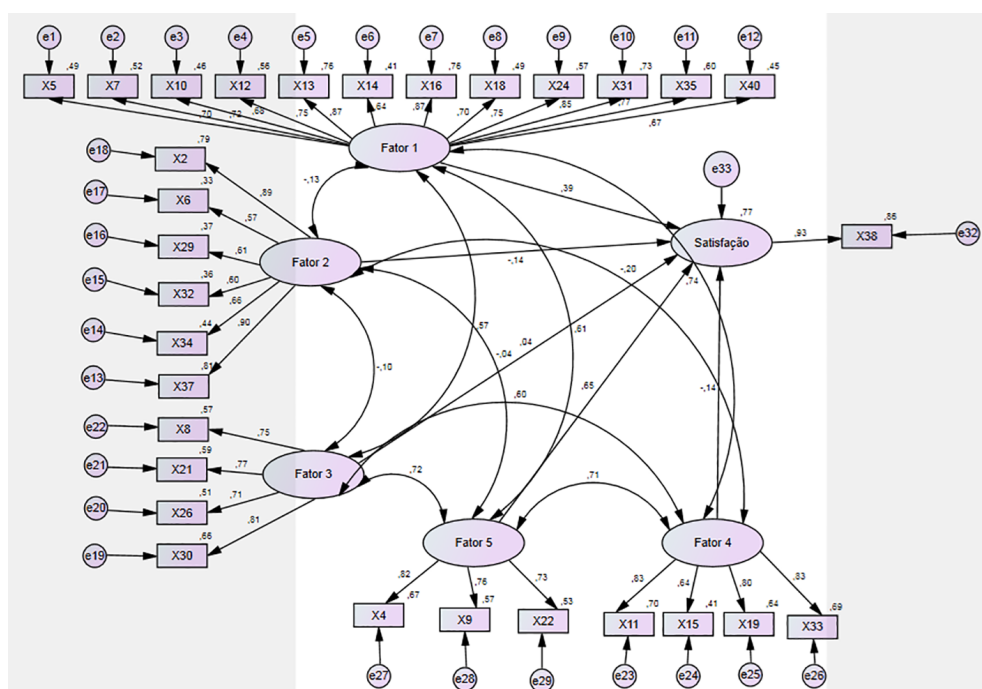 e1 e2 e3 e4 e5 e6 e7 e8 e9 e10 e11 e12
,49 ,52 ,46 ,56 ,76 ,41 ,76 ,49 ,57 ,73 ,60 ,45
X5 X7 X10 X12 X13 X14 X16 X18 X24 X31 X35 X40
,70 ,72 ,68 ,75 ,87 ,64 ,87 ,70 ,75 ,85 ,77 ,67
Fator 1
e18 X2 ,79 ,89
e17 X6 ,33 ,57
e16 X29 ,37 ,61
e15 X32 ,36 ,60
e14 X34 ,44 ,66
e13 X37 ,81 ,90
Fator 2
-,13
,39
e33
,77
Satisfação
,93
,86
X38
e32
-,14
-,20
,74
,57
,04
-,04
,61
-,10
,65
-,14
,60
e22 X8 ,57 ,75
e21 X21 ,59 ,77
e20 X26 ,51 ,71
e19 X30 ,66 ,81
Fator 3
,72
,71
Fator 5
Fator 4
,82 ,76 ,73 ,83 ,64 ,80 ,83
,67 ,57 ,53 ,70 ,41 ,64 ,69
X4 X9 X22 X11 X15 X19 X33
e27 e28 e29 e23 e24 e25 e26